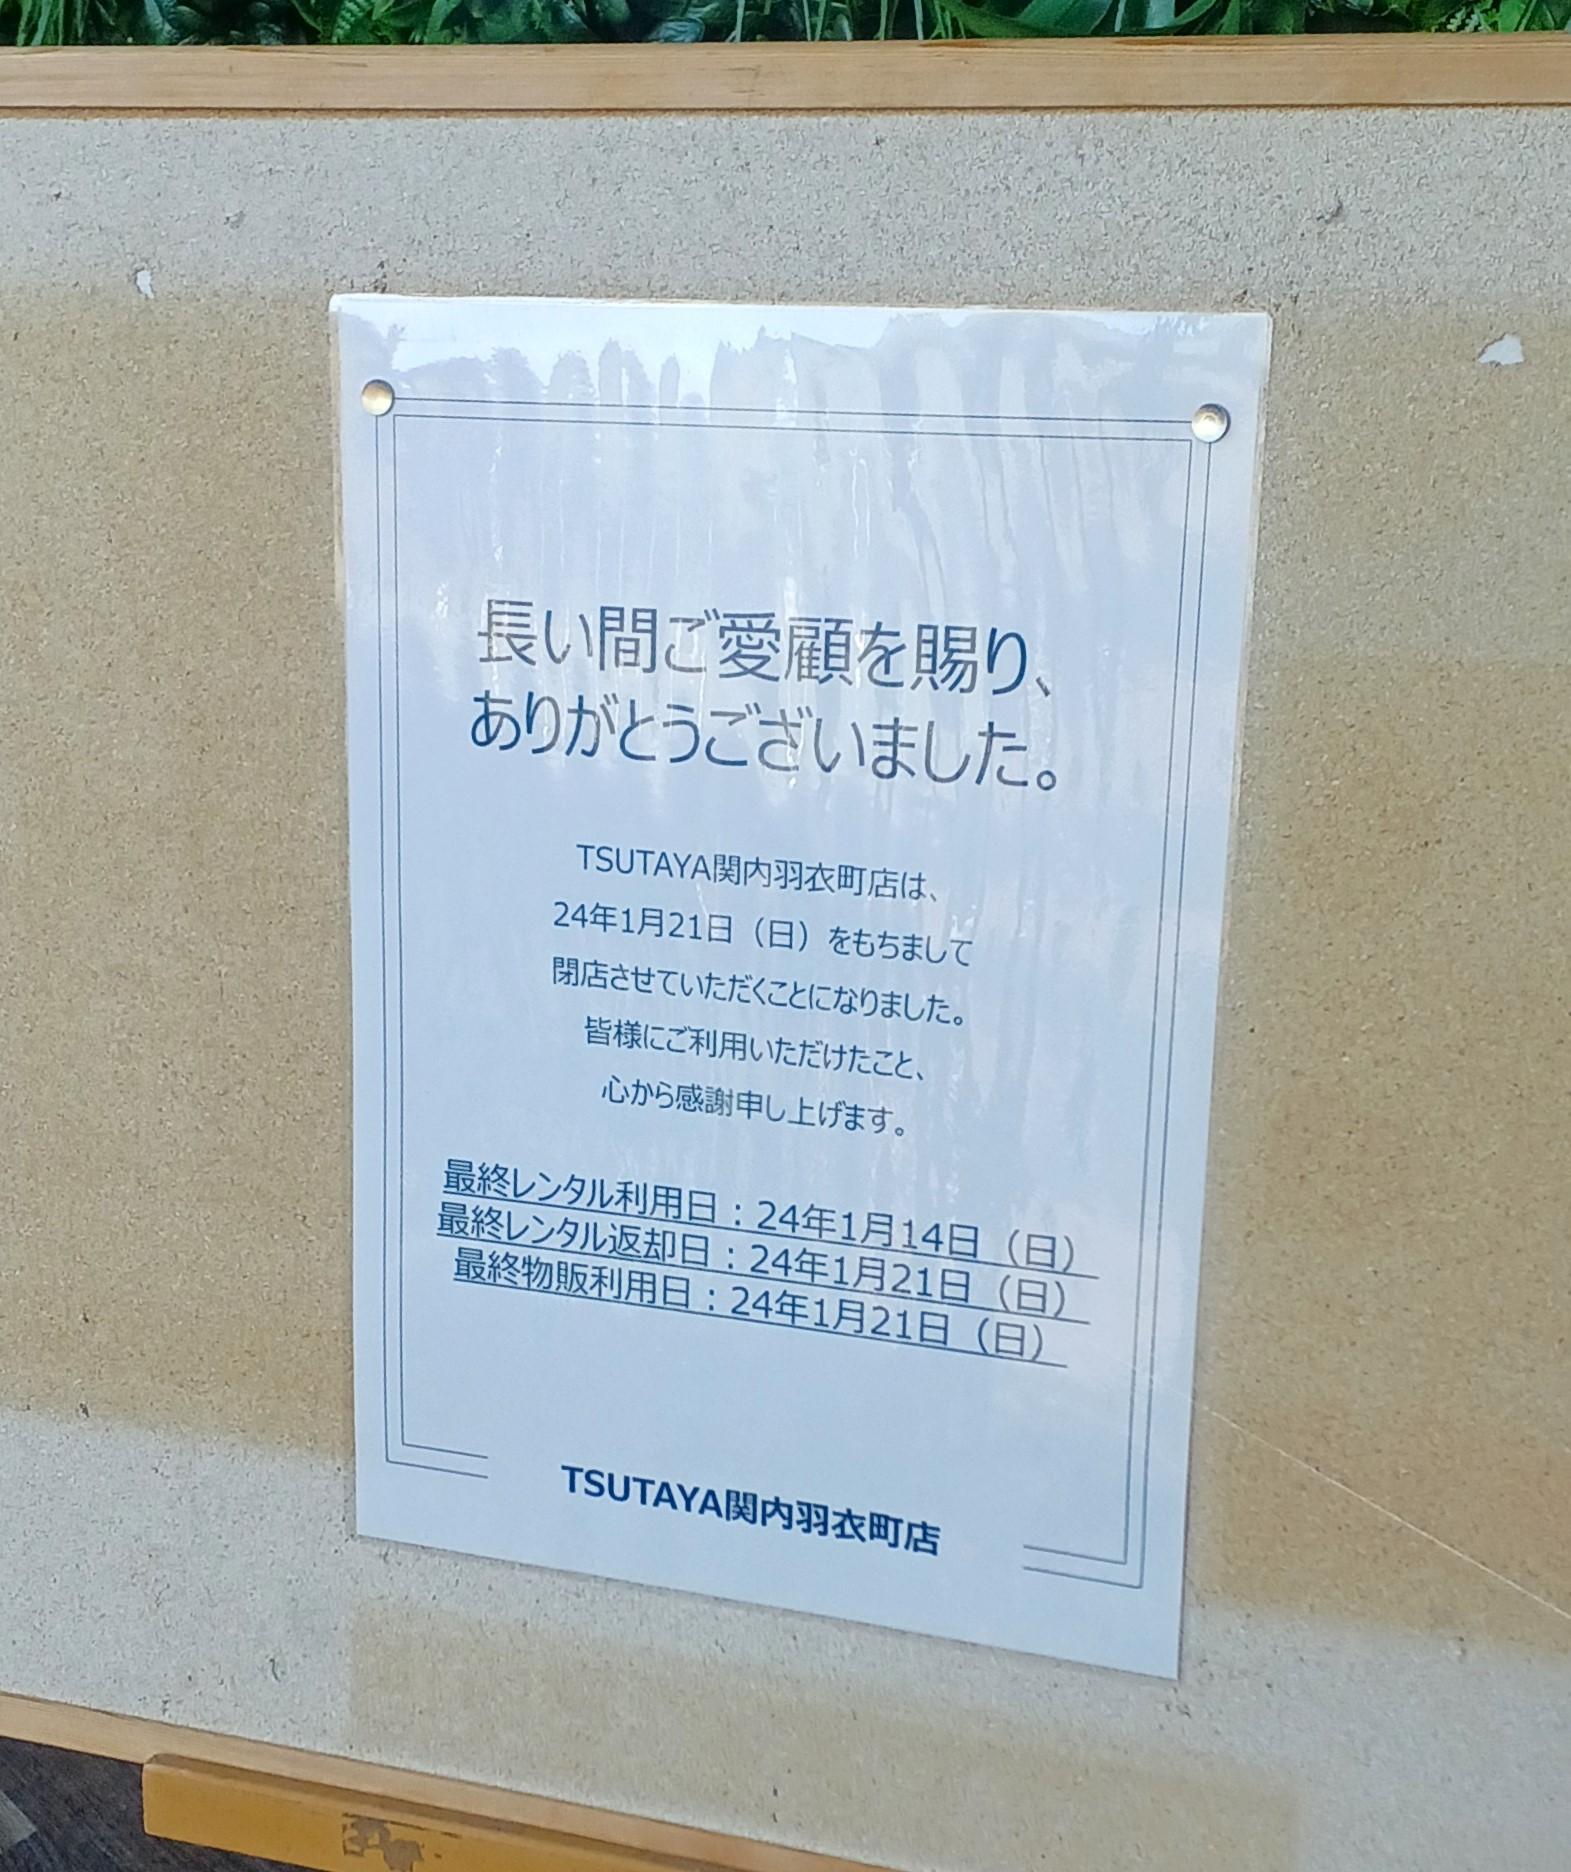 長い間ご愛顧を賜り、
ありがとうございました。
TSUTAYA関内羽衣町店は、
24年1月21日（日）をもちまして
閉店させていただくことになりました。
皆様にご利用いただけたこと、
心から感謝申し上げます。
最終レンタル利用日：24年1月14日（日）
最終レンタル返却日：24年1月21日（日）
最終物販利用日：24年1月21日（日）
TSUTAYA関内羽衣町店